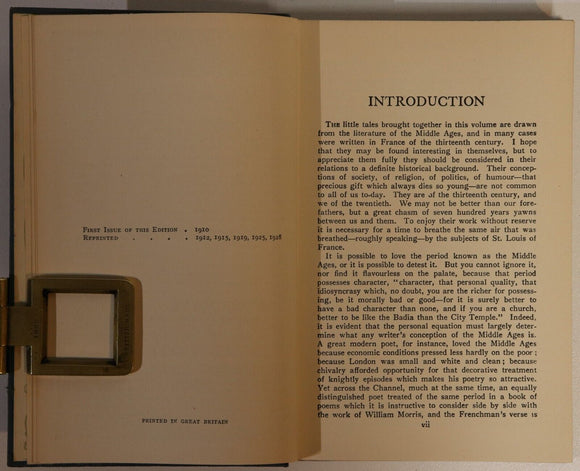 FIRST ISSUE OF THIS EDITION . 1910
REPRINTED . . . . 1912, 1915, 1919, 1925, 1928
PRINTED IN GREAT BRITAIN
INTRODUCTION
THE little tales brought together in this volume are drawn
from the literature of the Middle Ages, and in many cases
were written in France of the thirteenth century. I hope
that they may be found interesting in themselves, but to
appreciate them fully they should be considered in their
relations to a definite historical background. Their concep-
tions of society, of religion, of politics, of humour—that
precious gift which always dies so young—are not common
to all of us to-day. They are of the thirteenth century, and
we of the twentieth. We may not be better than our fore-
fathers, but a great chasm of seven hundred years yawns
between us and them. To enjoy their work without reserve
it is necessary for a time to breathe the same air that was
breathed—roughly speaking—by the subjects of St. Louis of
France.
It is possible to love the period known as the Middle
Ages, or it is possible to detest it. But you cannot ignore it,
nor find it flavourless on the palate, because that period
possesses character, "character, that personal quality, that
idiosyncrasy which, no doubt, you are the richer for possess-
ing, be it morally bad or good—for it is surely better to
have a bad character than none, and if you are a church,
better to be like the Badia than the City Temple." Indeed,
it is evident that the personal equation must largely deter-
mine what any writer's conception of the Middle Ages is.
A great modern poet, for instance, loved the Middle Ages
because economic conditions pressed less hardly on the poor;
because London was small and white and clean; because
chivalry afforded opportunity for that decorative treatment
of knightly episodes which makes his poetry so attractive.
Yet across the Channel, much at the same time, an equally
distinguished poet treated of the same period in a book of
poems which it is instructive to consider side by side with
the work of William Morris, and the Frenchman's verse is
vii